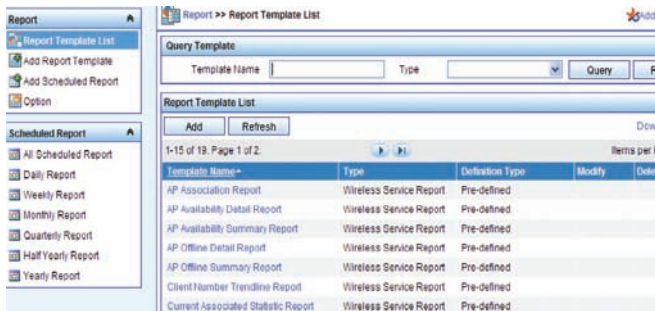 Report
Report Template List
Add Report Template
Add Scheduled Report
Option
Scheduled Report
All Scheduled Report
Daily Report
Weekly Report
Monthly Report
Quarterly Report
Half Yearly Report
Yearly Report
Report >> Report Template List
Add
Query Template
Template Name Type Query
Report Template List
Add Refresh
1-15 of 19. Page 1 of 2. Items per
Template Name Type Definition Type Modify
AP Association Report Wireless Service Report Pre-defined
AP Availability Detail Report Wireless Service Report Pre-defined
AP Availability Summary Report Wireless Service Report Pre-defined
AP Offline Detail Report Wireless Service Report Pre-defined
AP Offline Summary Report Wireless Service Report Pre-defined
Client Number Trendline Report Wireless Service Report Pre-defined
Current Associated Statistic Report Wireless Service Report Pre-defined